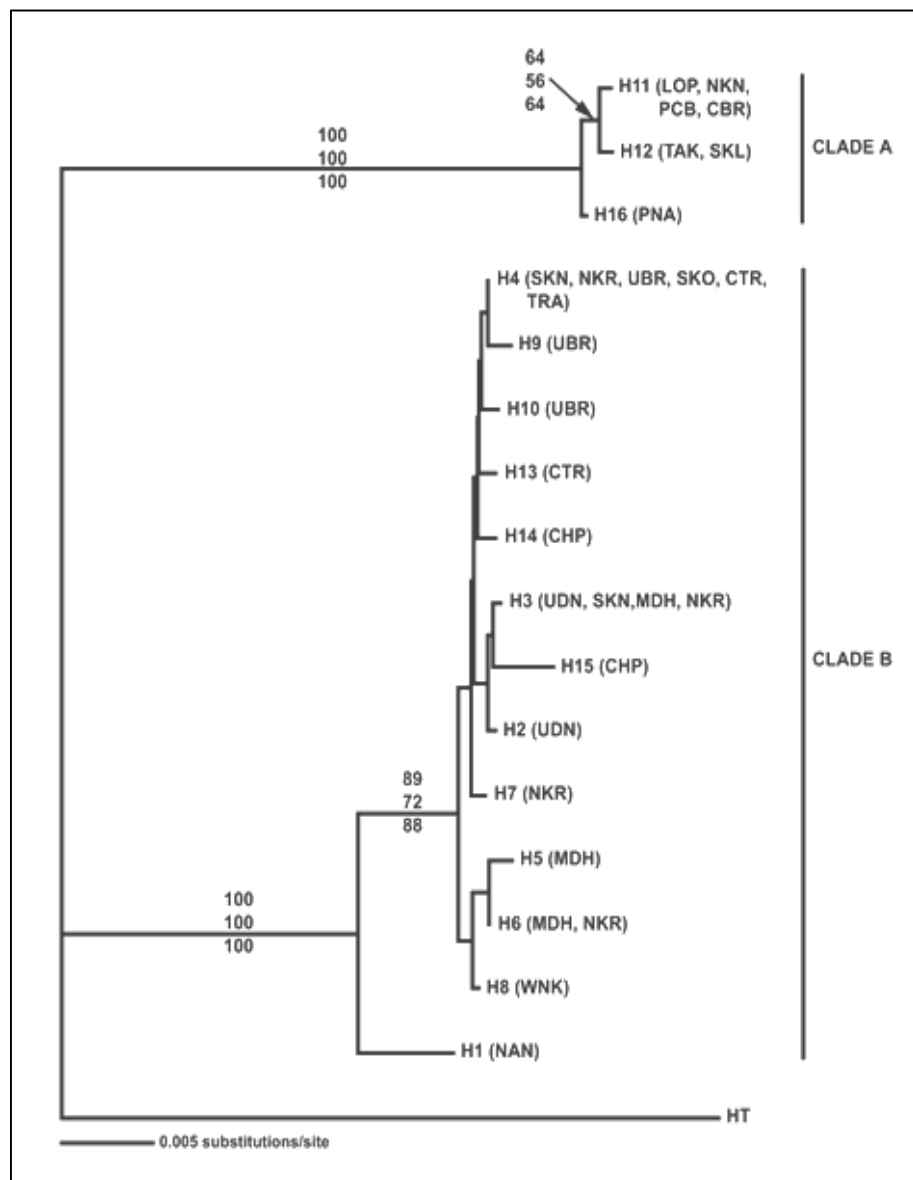 64
56
64
H11 (LOP, NKN,
PCB, CBR)
100
100
100
H12 (TAK, SKL)
CLADE A
H16 (PNA)
H4 (SKN, NKR, UBR, SKO, CTR,
TRA)
H9 (UBR)
H10 (UBR)
H13 (CTR)
H14 (CHP)
H3 (UDN, SKN,MDH, NKR)
H15 (CHP)
CLADE B
H2 (UDN)
89
72
88
H7 (NKR)
H5 (MDH)
100
100
100
H6 (MDH, NKR)
H8 (WNK)
H1 (NAN)
HT
0.005 substitutions/site